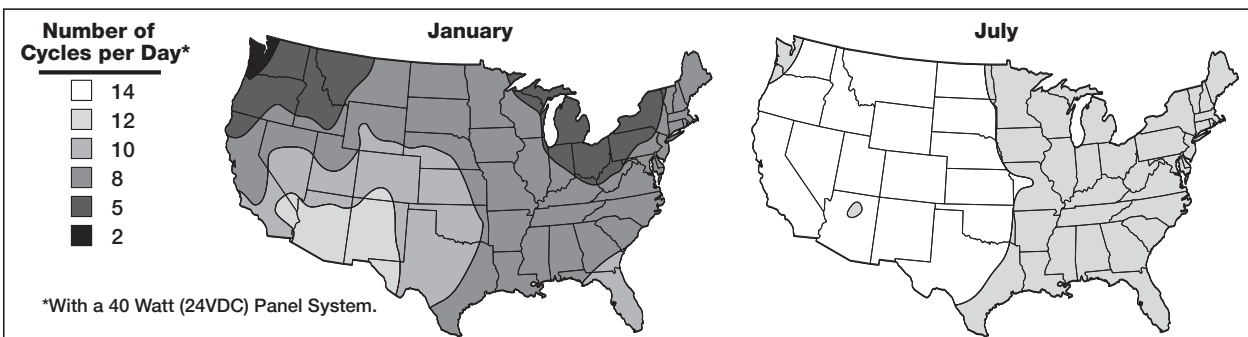 Number of
Cycles per Day*
14
12
10
8
5
2
*With a 40 Watt (24VDC) Panel System.
January
July